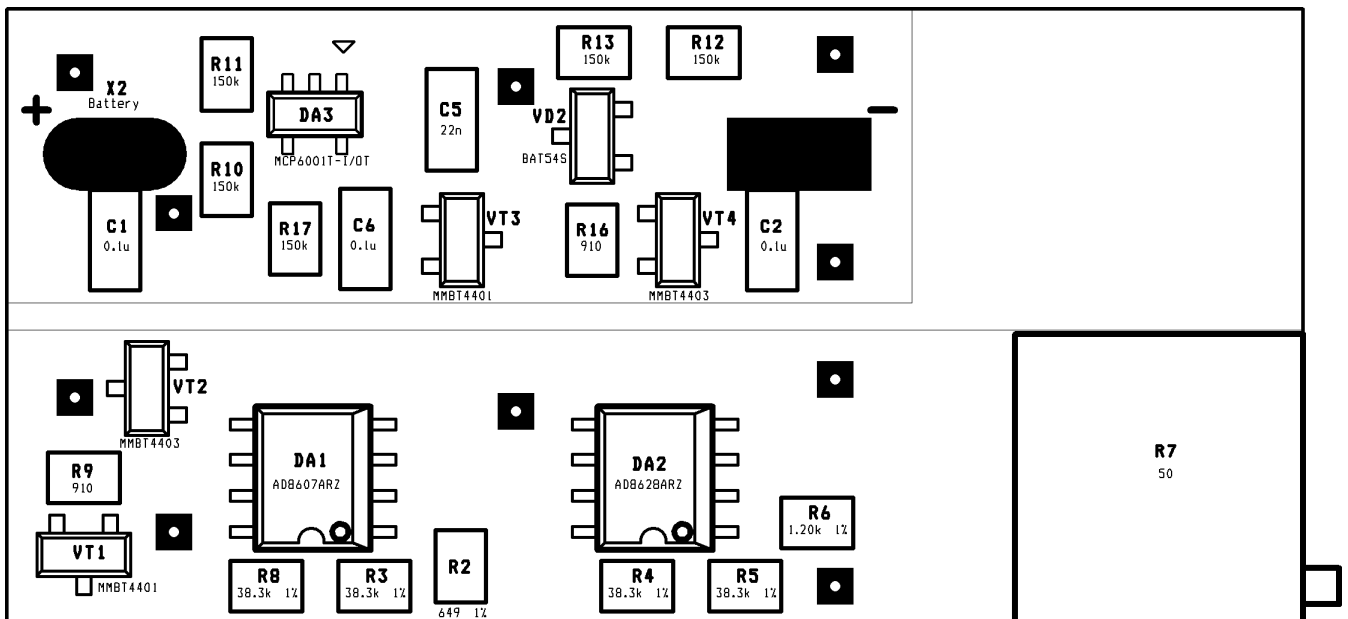 R13
150k
R12
150k
R11
150k
X2
Battery
+
-
DA3
MCP6001T-I/OT
C5
22n
VD2
BAT54S
R10
150k
C1
0.1u
R17
150k
C6
0.1u
VT3
MMBT4401
R16
910
VT4
MMBT4403
C2
0.1u
VT2
MMBT4403
R9
910
VT1
MMBT4401
DA1
AD8607ARZ
DA2
AD8628ARZ
R7
50
R6
1.20k 1%
R8
38.3k 1%
R3
38.3k 1%
R2
649 1%
R4
38.3k 1%
R5
38.3k 1%